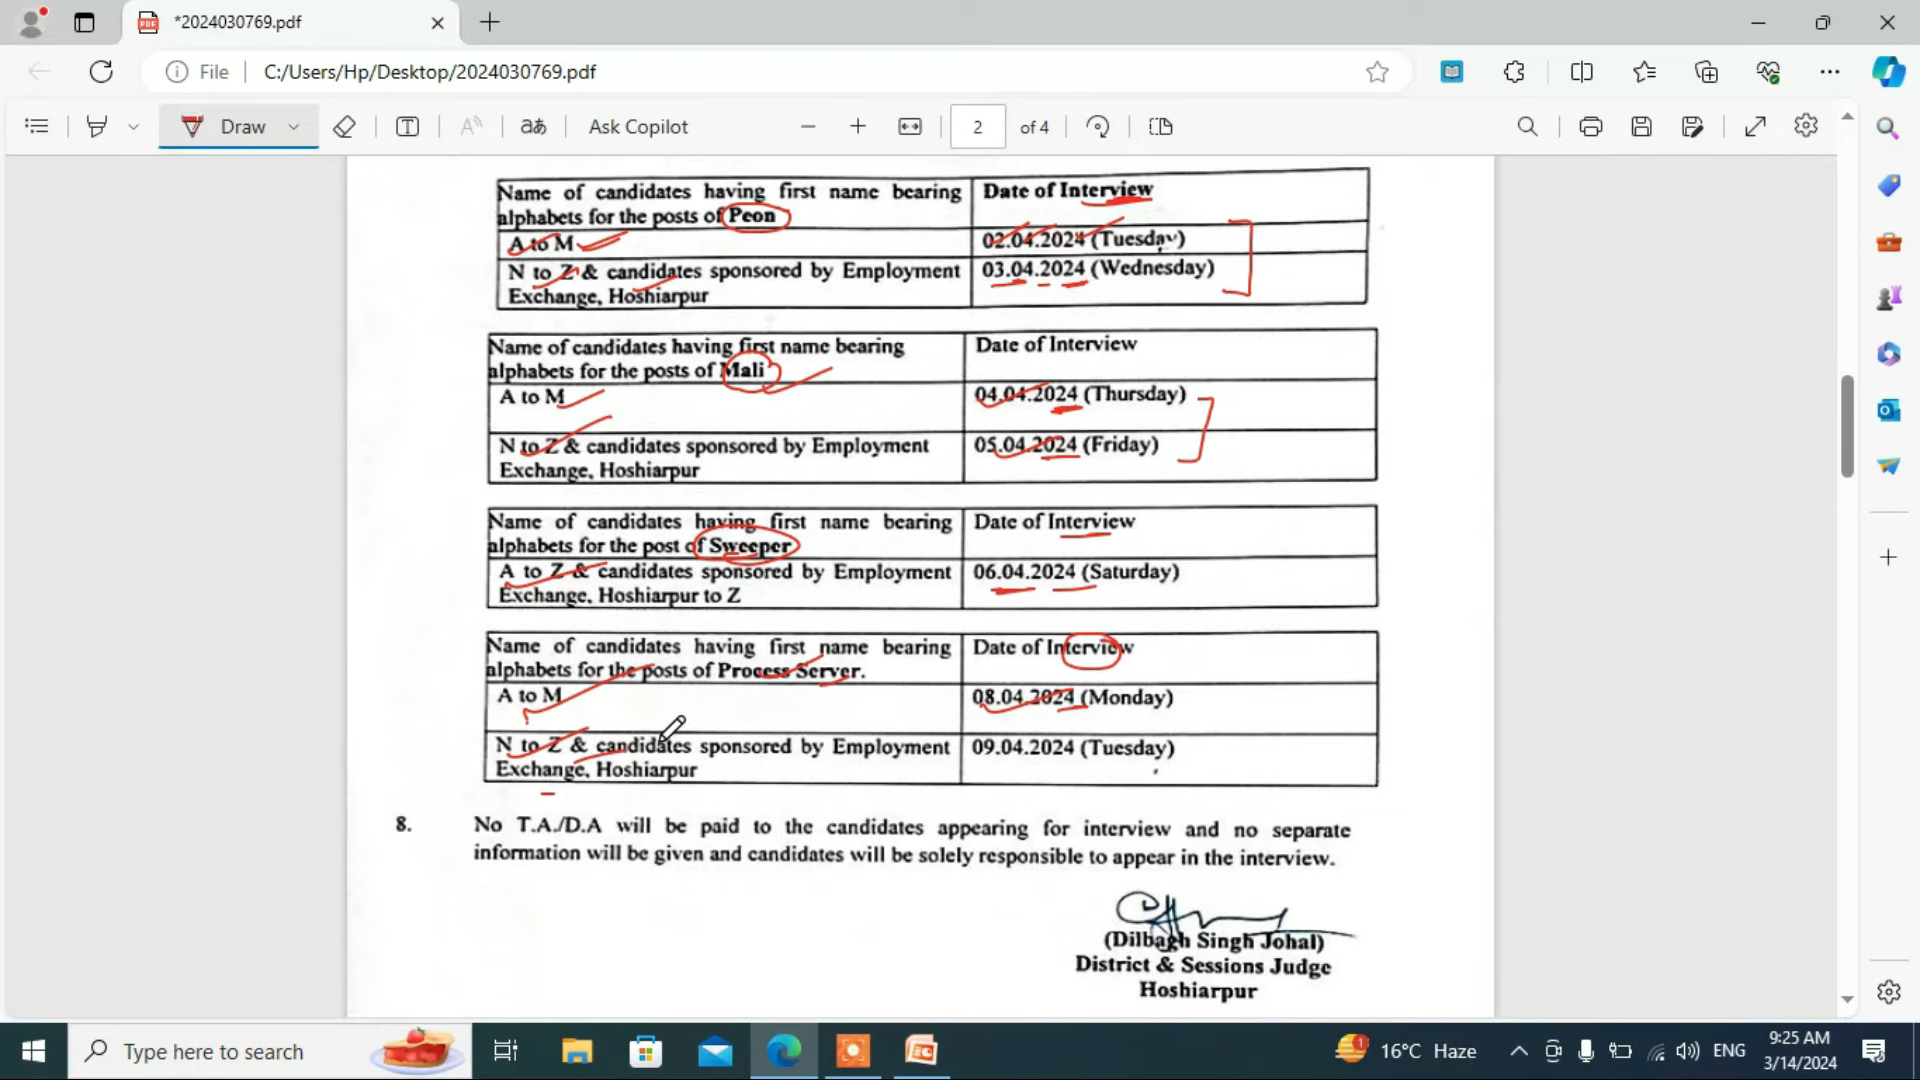 *2024030769.pdf
File
C:/Users/Hp/Desktop/2024030769.pdf
Draw
Ask Copilot
2
of 4
Name of candidates having first name bearing
alphabets for the posts of Peon
Date of Interview
A to M
02.04.2024 (Tuesday)
N to Z & candidates sponsored by Employment
Exchange, Hoshiarpur
03.04.2024 (Wednesday)
Name of candidates having first name bearing
alphabets for the posts of Mali
Date of Interview
A to M
04.04.2024 (Thursday)
N to Z & candidates sponsored by Employment
Exchange, Hoshiarpur
05.04.2024 (Friday)
Name of candidates having first name bearing
alphabets for the post of Sweeper
Date of Interview
A to Z & candidates sponsored by Employment
Exchange, Hoshiarpur to Z
06.04.2024 (Saturday)
Name of candidates having first name bearing
alphabets for the posts of Process Server.
Date of Interview
A to M
08.04.2024 (Monday)
N to Z & candidates sponsored by Employment
Exchange, Hoshiarpur
09.04.2024 (Tuesday)
8. No T.A./D.A will be paid to the candidates appearing for interview and no separate
information will be given and candidates will be solely responsible to appear in the interview.
(Dilbagh Singh Johal)
District & Sessions Judge
Hoshiarpur
Type here to search
16°C Haze
ENG
9:25 AM
3/14/2024